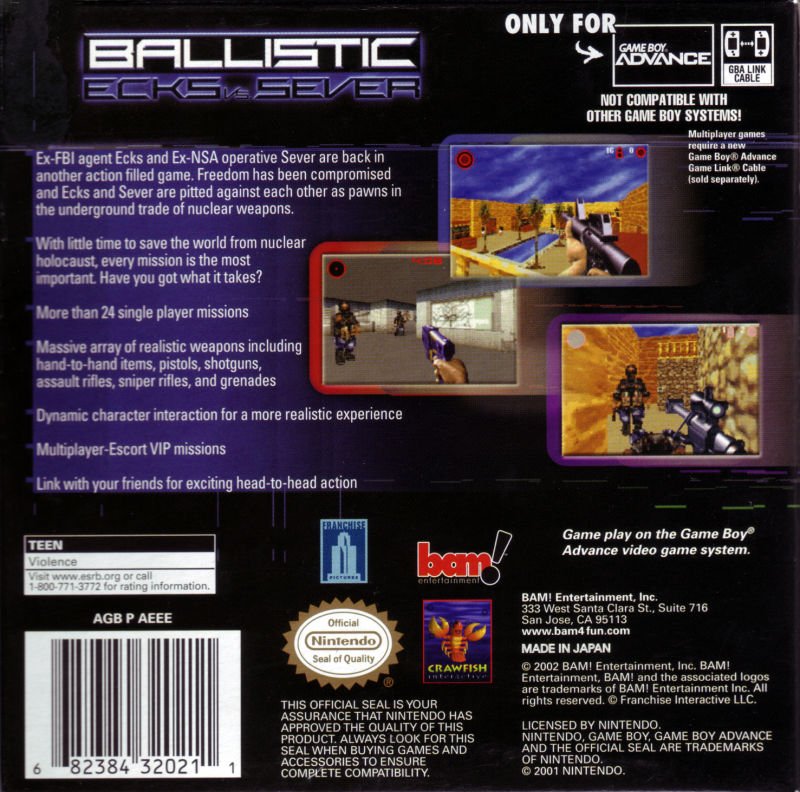 BALLISTIC
ECKS VS. SEVER
ONLY FOR
GAME BOY
ADVANCE
GBA LINK
CABLE
NOT COMPATIBLE WITH
OTHER GAME BOY SYSTEMS!
Multiplayer games
require a new
Game Boy® Advance
Game Link® Cable
(sold separately).
Ex-FBI agent Ecks and Ex-NSA operative Sever are back in
another action filled game. Freedom has been compromised
and Ecks and Sever are pitted against each other as pawns in
the underground trade of nuclear weapons.
With little time to save the world from nuclear
holocaust, every mission is the most
important. Have you got what it takes?
More than 24 single player missions
Massive array of realistic weapons including
hand-to-hand items, pistols, shotguns,
assault rifles, sniper rifles, and grenades
Dynamic character interaction for a more realistic experience
Multiplayer-Escort VIP missions
Link with your friends for exciting head-to-head action
TEEN
Violence
Visit www.esrb.org or call
1-800-771-3772 for rating information.
AGB P AEEE
6 82384 32021 1
FRANCHISE
PICTURES
bam!
entertainment
Official
Nintendo
Seal of Quality
®
CRAWFISH
interactive
THIS OFFICIAL SEAL IS YOUR
ASSURANCE THAT NINTENDO HAS
APPROVED THE QUALITY OF THIS
PRODUCT. ALWAYS LOOK FOR THIS
SEAL WHEN BUYING GAMES AND
ACCESSORIES TO ENSURE
COMPLETE COMPATIBILITY.
Game play on the Game Boy®
Advance video game system.
BAM! Entertainment, Inc.
333 West Santa Clara St., Suite 716
San Jose, CA 95113
www.bam4fun.com
MADE IN JAPAN
© 2002 BAM! Entertainment, Inc. BAM!
Entertainment, BAM! and the associated logos
are trademarks of BAM! Entertainment Inc. All
rights reserved. © Franchise Interactive LLC.
LICENSED BY NINTENDO.
NINTENDO, GAME BOY, GAME BOY ADVANCE
AND THE OFFICIAL SEAL ARE TRADEMARKS
OF NINTENDO.
© 2001 NINTENDO.